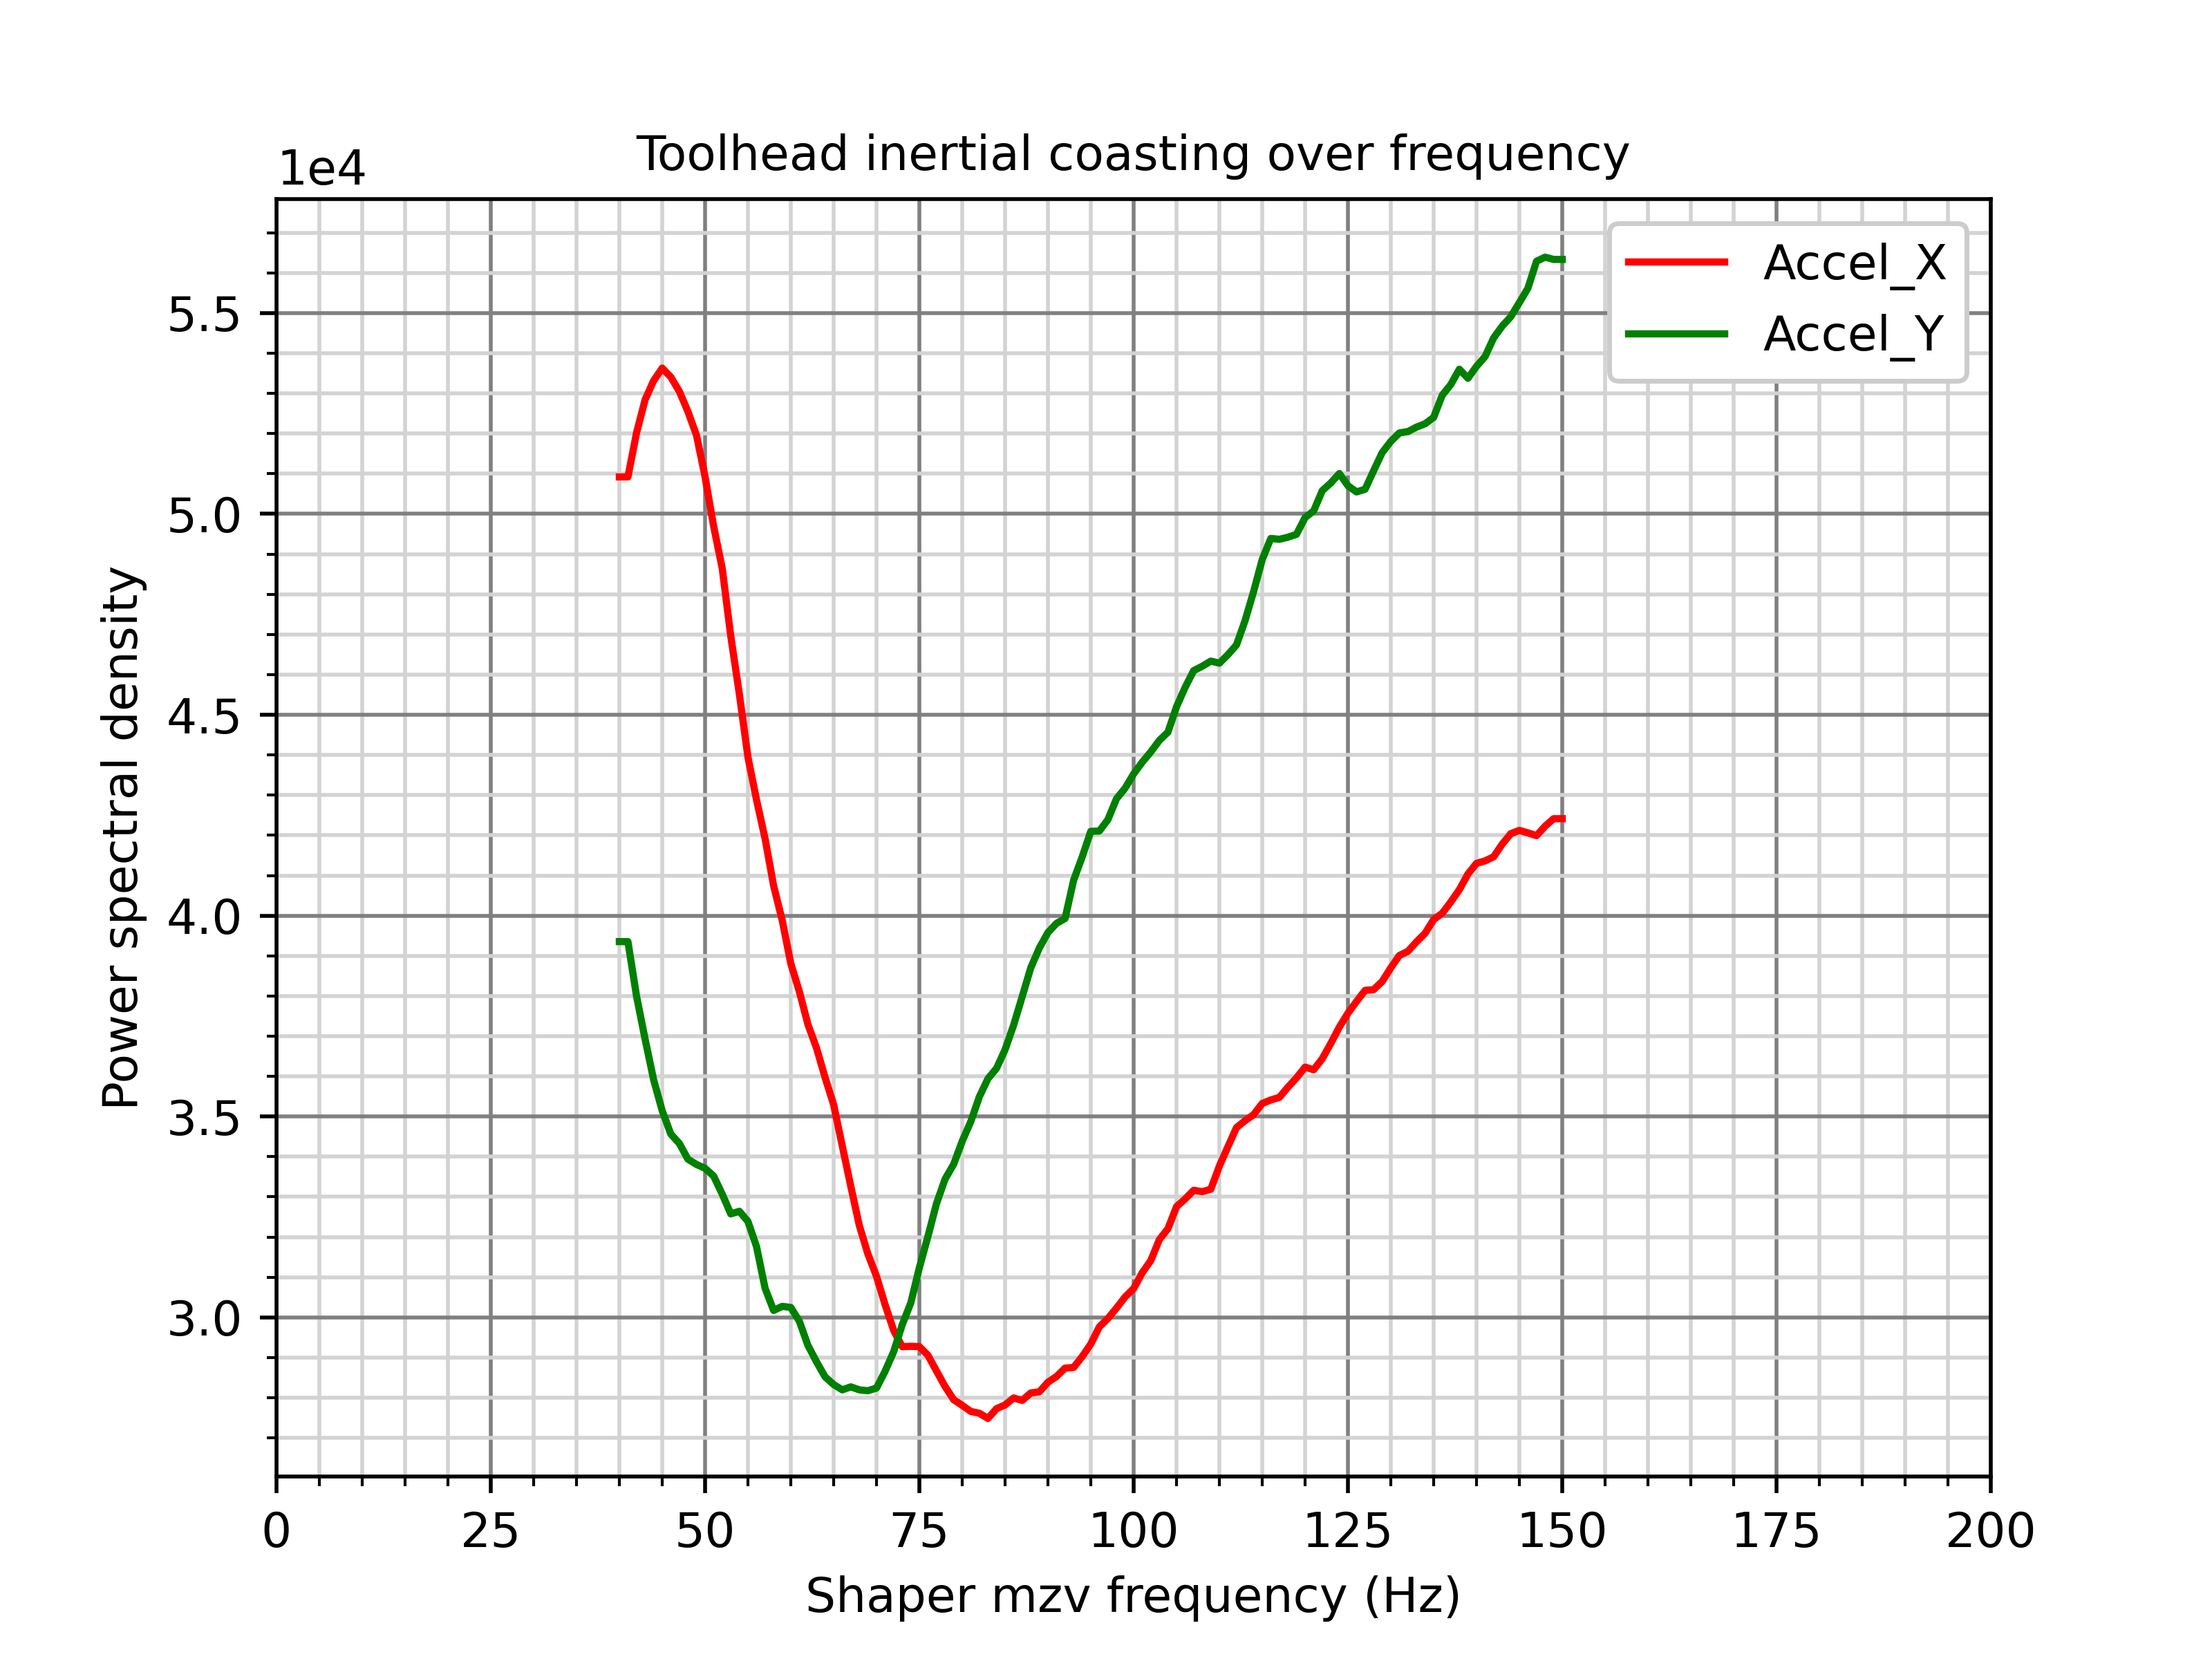 Toolhead inertial coasting over frequency
1e4
Accel_X
Accel_Y
5.5
5.0
4.5
4.0
3.5
3.0
Power spectral density
0 25 50 75 100 125 150 175 200
Shaper mzv frequency (Hz)